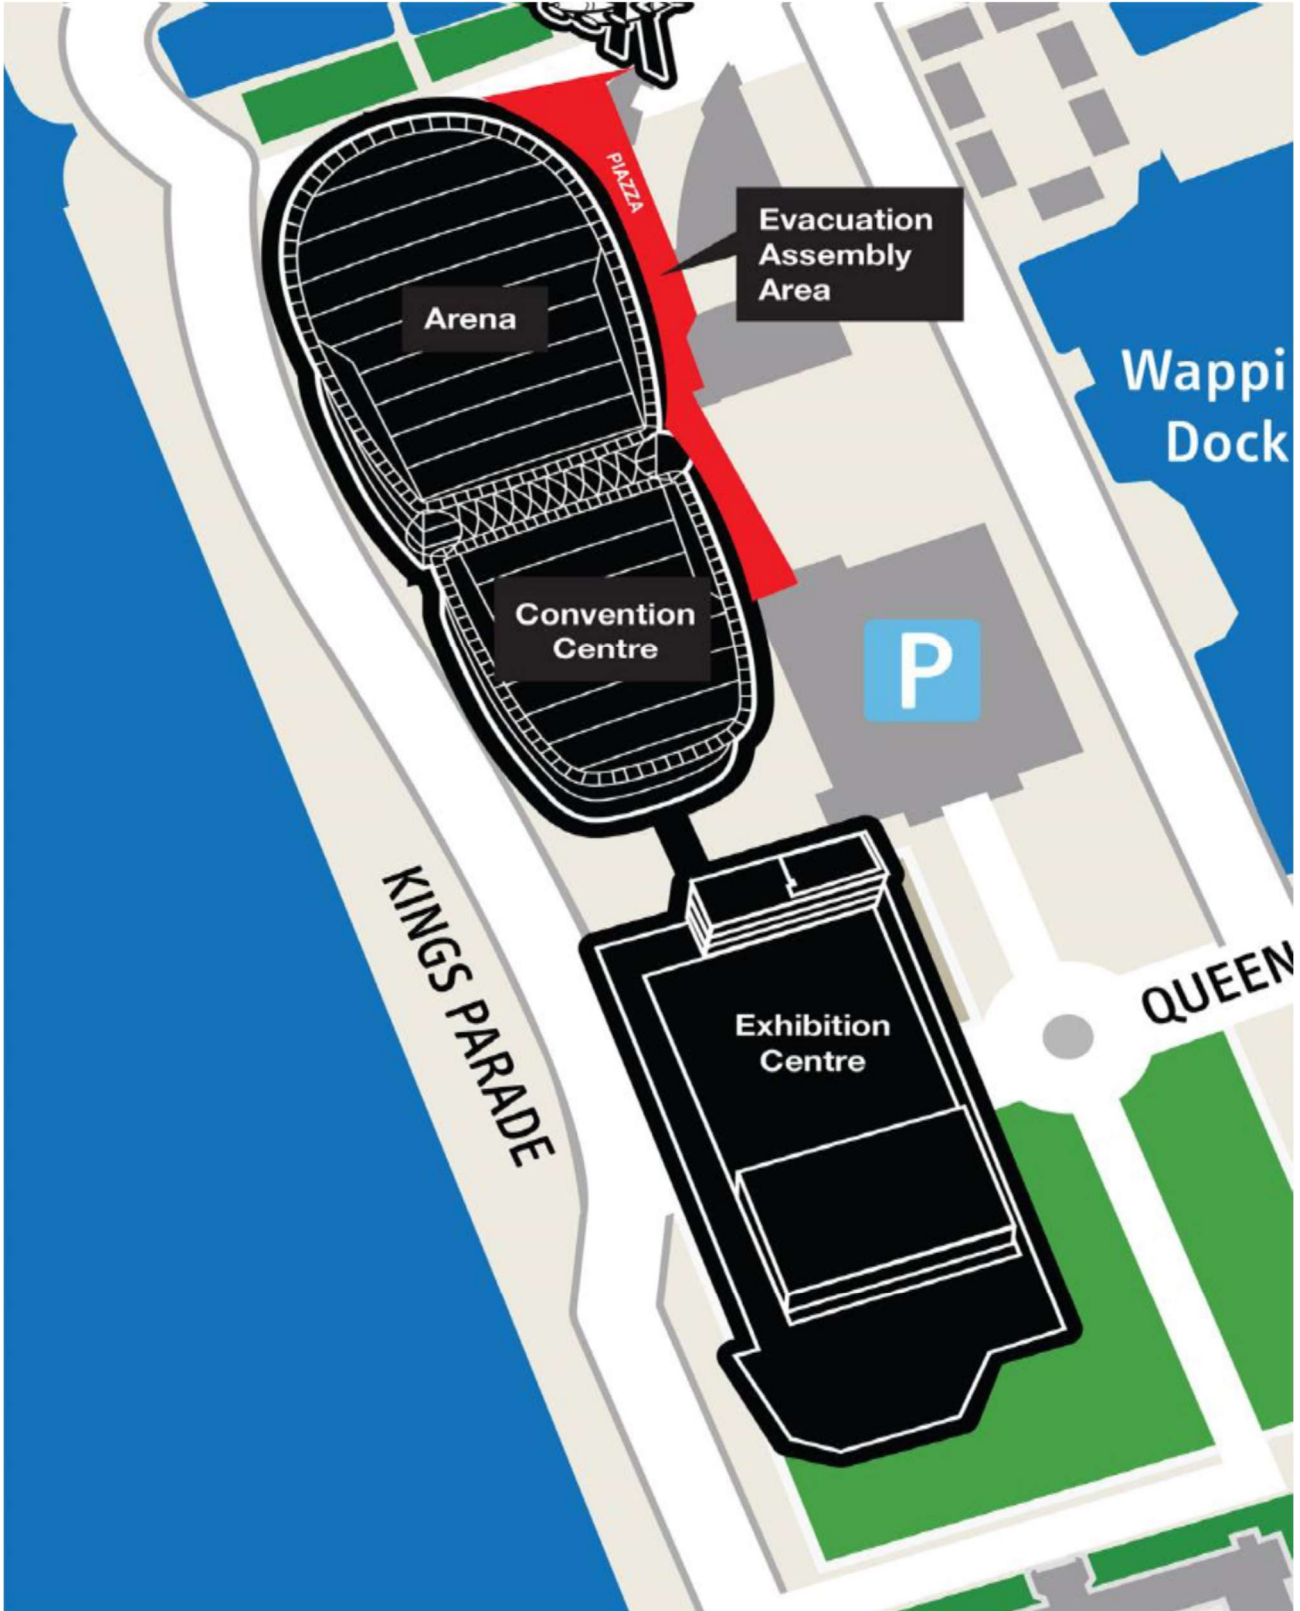 PIAZZA
Evacuation
Assembly
Area
Arena
Wappi
Dock
Convention
Centre
P
KINGS PARADE
QUEEN
Exhibition
Centre